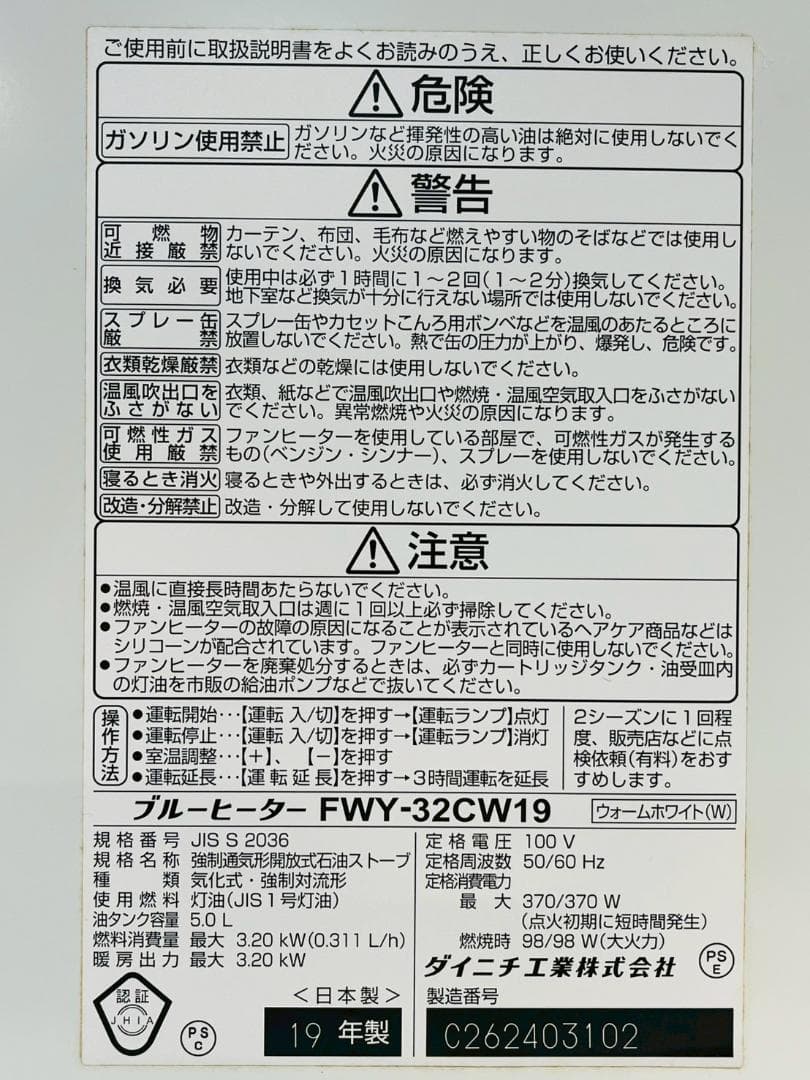 ご使用前に取扱説明書をよくお読みのうえ、正しくお使いください。
危険
ガソリン使用禁止
ガソリンなど揮発性の高い油は絶対に使用しないでく
ださい。火災の原因になります。
警告
可燃物
近接厳禁
カーテン、布団、毛布など燃えやすい物のそばなどでは使用し
ないでください。火災の原因になります。
換気必要
使用中は必ず1時間に1〜2回(1〜2分)換気してください。
地下室など換気が十分に行えない場所では使用しないでください。
スプレー缶
厳禁
スプレー缶やカセットこんろ用ボンベなどを温風のあたるところに
放置しないでください。熱で缶の圧力が上がり、爆発し、危険です。
衣類乾燥厳禁
衣類などの乾燥には使用しないでください。
温風吹出口を
ふさがない
衣類、紙などで温風吹出口や燃焼・温風空気取入口をふさがない
でください。異常燃焼や火災の原因になります。
可燃性ガス
使用厳禁
ファンヒーターを使用している部屋で、可燃性ガスが発生する
もの(ベンジン・シンナー)、スプレーを使用しないでください。
寝るとき消火
寝るときや外出するときは、必ず消火してください。
改造・分解禁止
改造・分解して使用しないでください。
注意
●温風に直接長時間あたらないでください。
●燃焼・温風空気取入口は週に1回以上必ず掃除してください。
●ファンヒーターの故障の原因になることが表示されているヘアケア商品などは
シリコーンが配合されています。ファンヒーターと同時に使用しないでください。
●ファンヒーターを廃棄処分するときは、必ずカートリッジタンク・油受皿内
の灯油を市販の給油ポンプなどで抜いてください。
操作方法
●運転開始・・・【運転 入/切】を押す→【運転ランプ】点灯
●運転停止・・・【運転 入/切】を押す→【運転ランプ】消灯
●室温調整・・・【＋】、【－】を押す
●運転延長・・・【運転延長】を押す→3時間運転を延長
2シーズンに1回程
度、販売店などに点
検依頼(有料)をおす
すめします。
ブルーヒーター FWY-32CW19
ウォームホワイト(W)
規格番号 JIS S 2036
規格名称 強制通気形開放式石油ストーブ
種類 気化式・強制対流形
使用燃料 灯油(JIS1号灯油)
油タンク容量 5.0 L
燃料消費量 最大 3.20 kW(0.311 L/h)
暖房出力 最大 3.20 kW
定格電圧 100 V
定格周波数 50/60 Hz
定格消費電力
最大 370/370 W
(点火初期に短時間発生)
燃焼時 98/98 W(大火力)
ダイニチ工業株式会社
PS
E
認証
JHIA
PS
C
<日本製>
19 年製
製造番号
C262403102